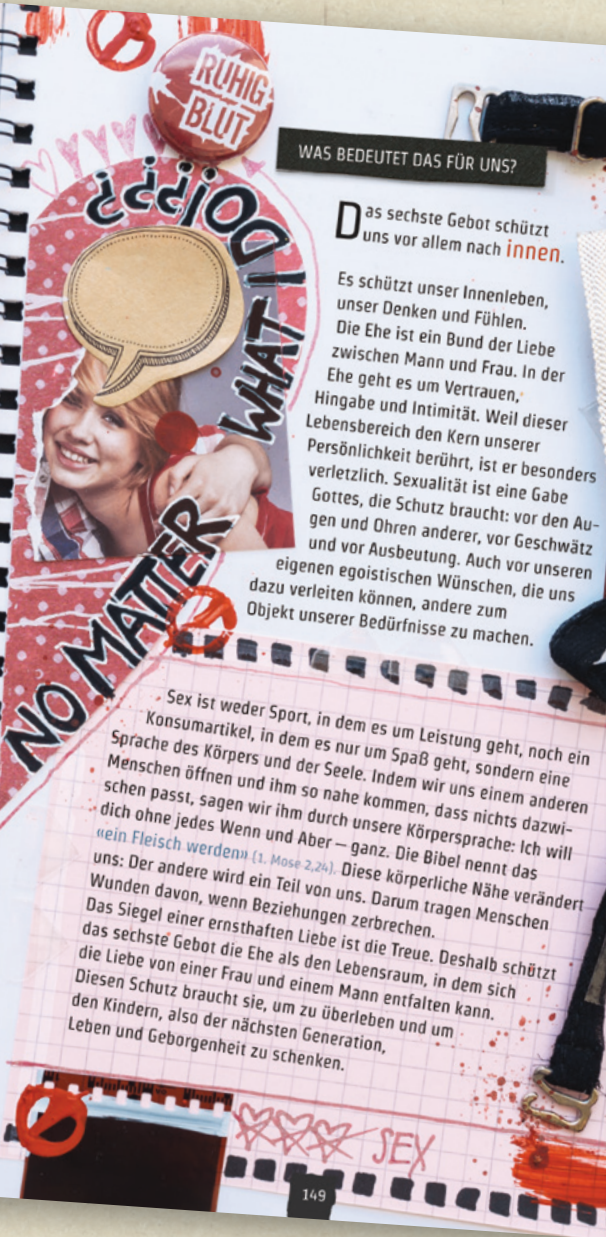 RUHIG
BLUT
NO MATTER
WHAT I DO!???
WAS BEDEUTET DAS FÜR UNS?
Das sechste Gebot schützt
uns vor allem nach innen.
Es schützt unser Innenleben,
unser Denken und Fühlen.
Die Ehe ist ein Bund der Liebe
zwischen Mann und Frau. In der
Ehe geht es um Vertrauen,
Hingabe und Intimität. Weil dieser
Lebensbereich den Kern unserer
Persönlichkeit berührt, ist er besonders
verletzlich. Sexualität ist eine Gabe
Gottes, die Schutz braucht: vor den Au-
gen und Ohren anderer, vor Geschwätz
und vor Ausbeutung. Auch vor unseren
eigenen egoistischen Wünschen, die uns
dazu verleiten können, andere zum
Objekt unserer Bedürfnisse zu machen.
Sex ist weder Sport, in dem es um Leistung geht, noch ein
Konsumartikel, in dem es nur um Spaß geht, sondern eine
Sprache des Körpers und der Seele. Indem wir uns einem anderen
Menschen öffnen und ihm so nahe kommen, dass nichts dazwi-
schen passt, sagen wir ihm durch unsere Körpersprache: Ich will
dich ohne jedes Wenn und Aber – ganz. Die Bibel nennt das
«ein Fleisch werden» (1. Mose 2,24). Diese körperliche Nähe verändert
uns: Der andere wird ein Teil von uns. Darum tragen Menschen
Wunden davon, wenn Beziehungen zerbrechen.
Das Siegel einer ernsthaften Liebe ist die Treue. Deshalb schützt
das sechste Gebot die Ehe als den Lebensraum, in dem sich
die Liebe von einer Frau und einem Mann entfalten kann.
Diesen Schutz braucht sie, um zu überleben und um
den Kindern, also der nächsten Generation,
Leben und Geborgenheit zu schenken.
SEX
149